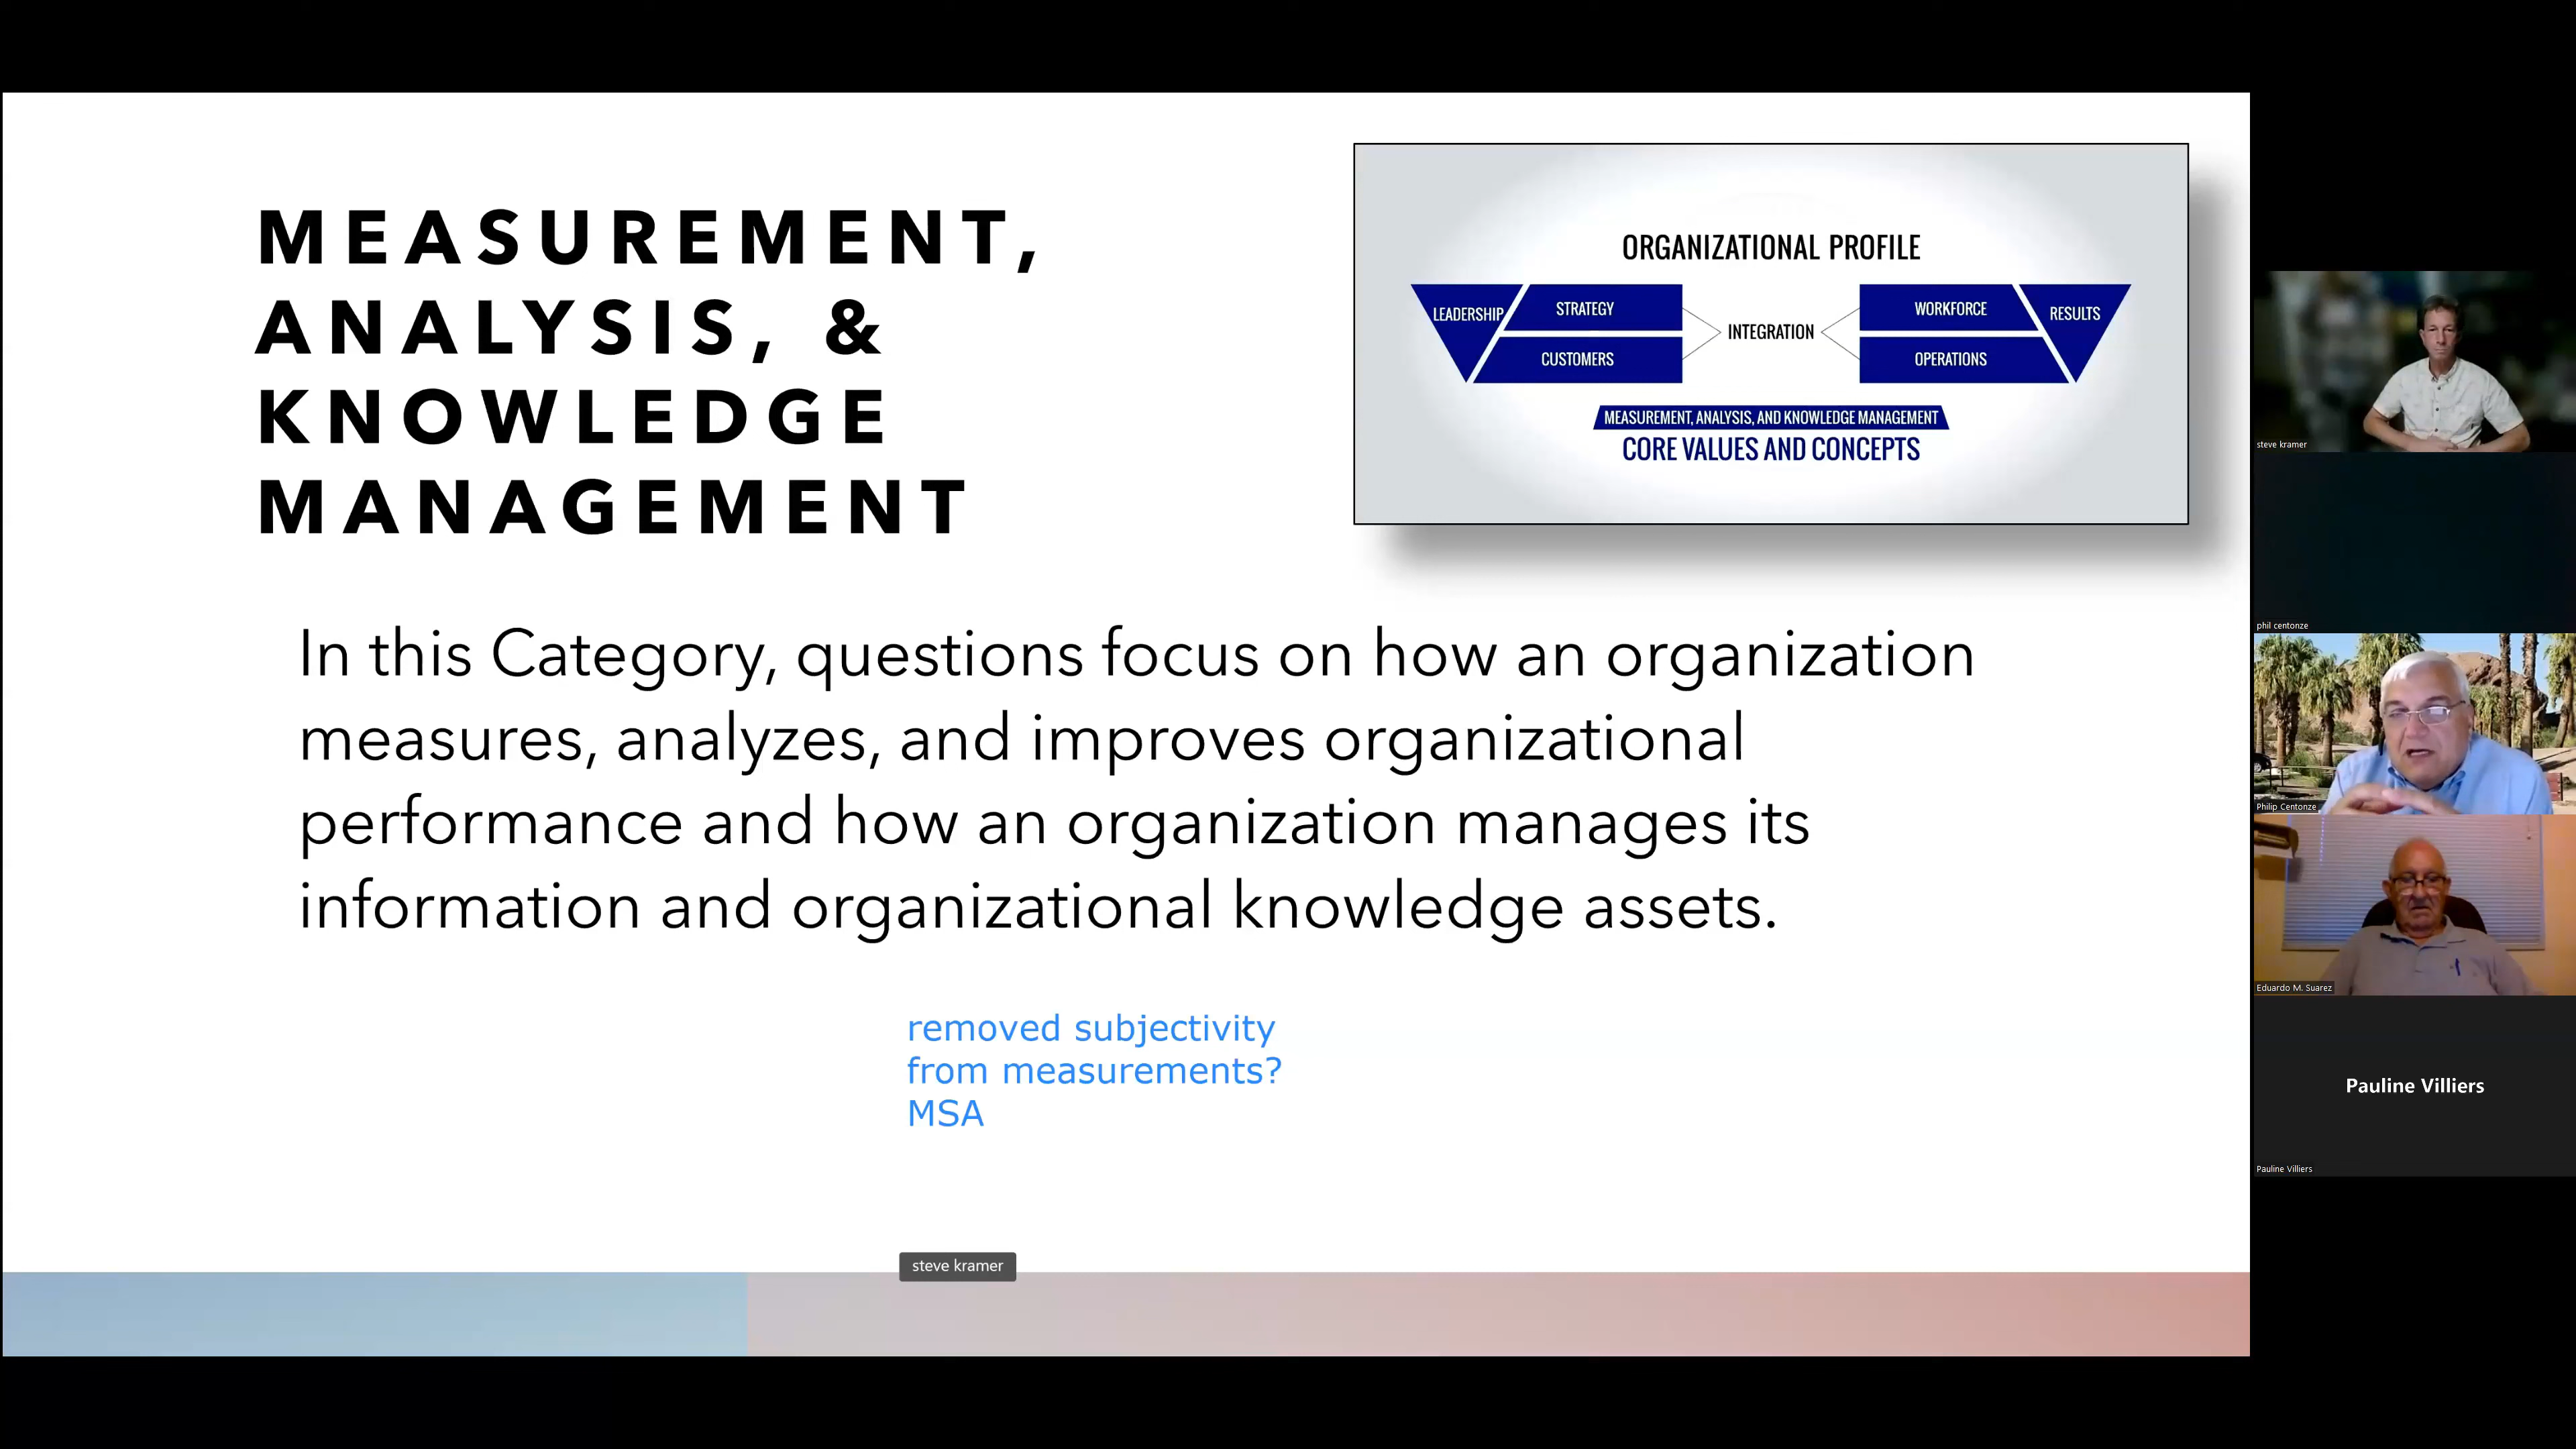 MEASUREMENT,
ANALYSIS, &
KNOWLEDGE
MANAGEMENT
ORGANIZATIONAL PROFILE
LEADERSHIP
STRATEGY
CUSTOMERS
INTEGRATION
WORKFORCE
OPERATIONS
RESULTS
MEASUREMENT, ANALYSIS, AND KNOWLEDGE MANAGEMENT
CORE VALUES AND CONCEPTS
In this Category, questions focus on how an organization
measures, analyzes, and improves organizational
performance and how an organization manages its
information and organizational knowledge assets.
removed subjectivity
from measurements?
MSA
steve kramer
steve kramer
phil centonze
Philip Centonze
Eduardo M. Suarez
Pauline Villiers
Pauline Villiers